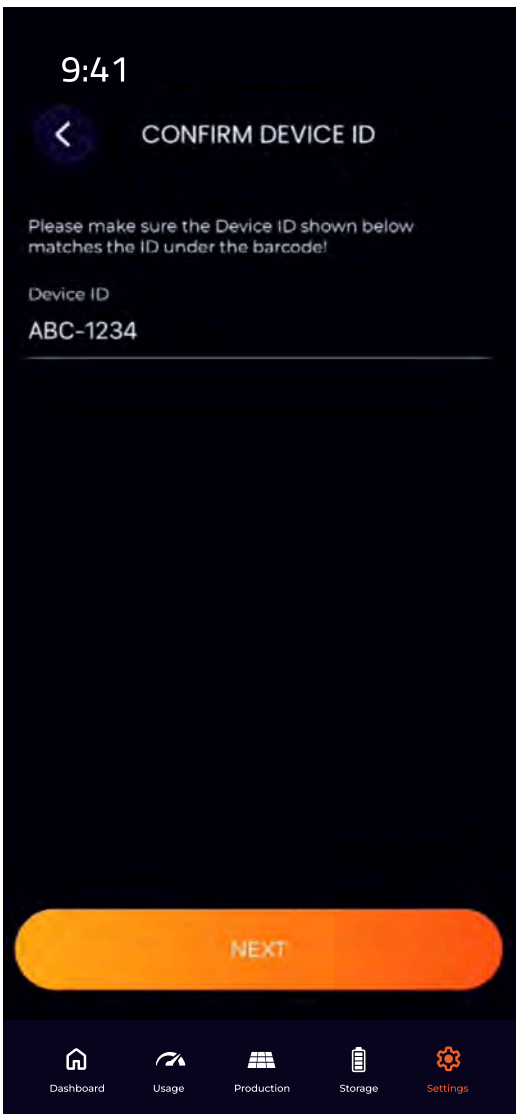 9:41
CONFIRM DEVICE ID
Please make sure the Device ID shown below
matches the ID under the barcode!
Device ID
ABC-1234
NEXT
Dashboard Usage Production Storage Settings